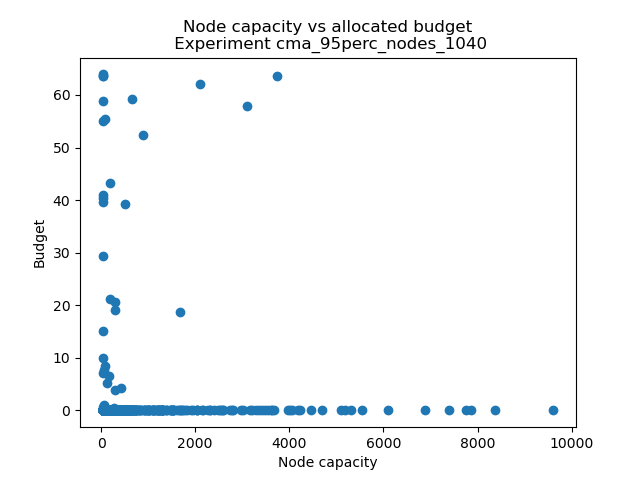 Node capacity vs allocated budget
Experiment cma_95perc_nodes_1040
60
50
40
30
20
10
0
Budget
0 2000 4000 6000 8000 10000
Node capacity